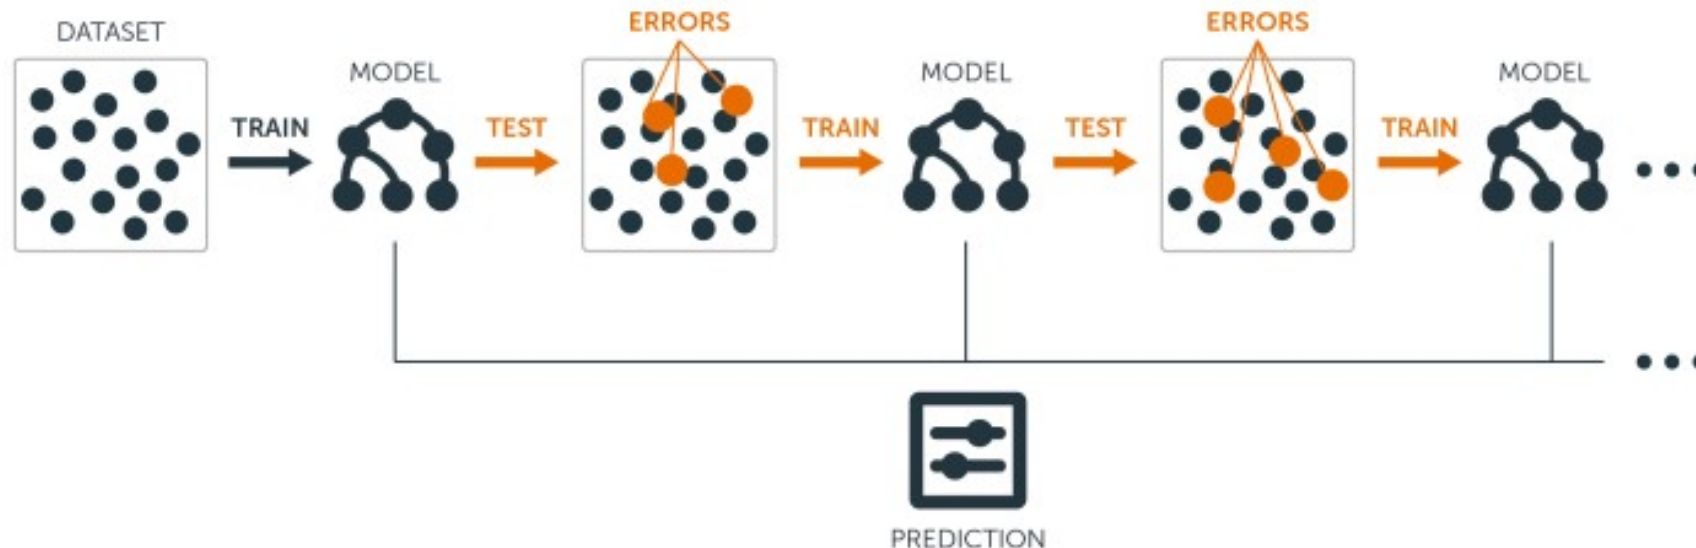 DATASET
TRAIN
MODEL
TEST
ERRORS
TRAIN
MODEL
TEST
ERRORS
TRAIN
MODEL
PREDICTION